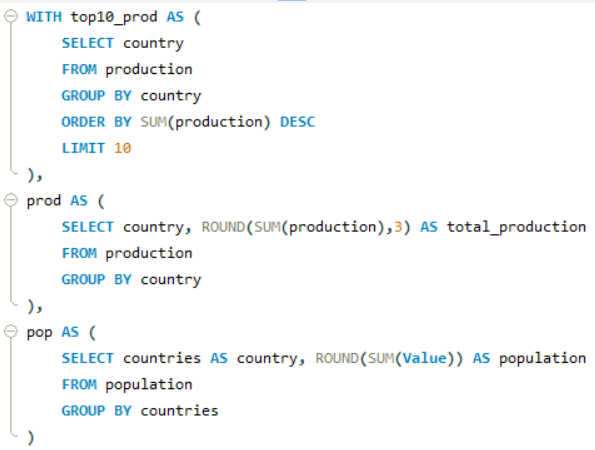 WITH top10_prod AS (
SELECT country
FROM production
GROUP BY country
ORDER BY SUM(production) DESC
LIMIT 10
),
prod AS (
SELECT country, ROUND(SUM(production),3) AS total_production
FROM production
GROUP BY country
),
pop AS (
SELECT countries AS country, ROUND(SUM(Value)) AS population
FROM population
GROUP BY countries
)